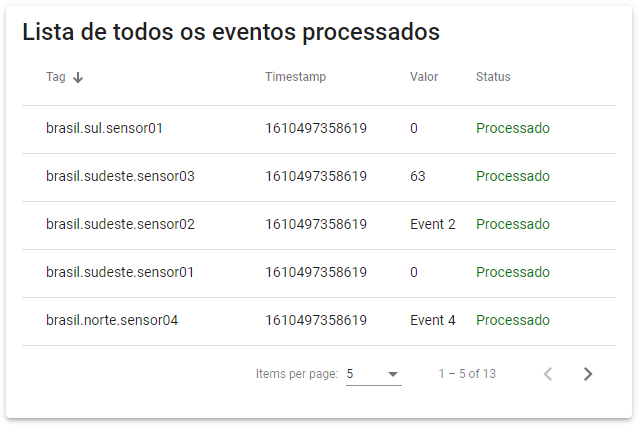 Lista de todos os eventos processados
Tag Timestamp Valor Status
brasil.sul.sensor01 1610497358619 0 Processado
brasil.sudeste.sensor03 1610497358619 63 Processado
brasil.sudeste.sensor02 1610497358619 Event 2 Processado
brasil.sudeste.sensor01 1610497358619 0 Processado
brasil.norte.sensor04 1610497358619 Event 4 Processado
Items per page: 5 1 – 5 of 13